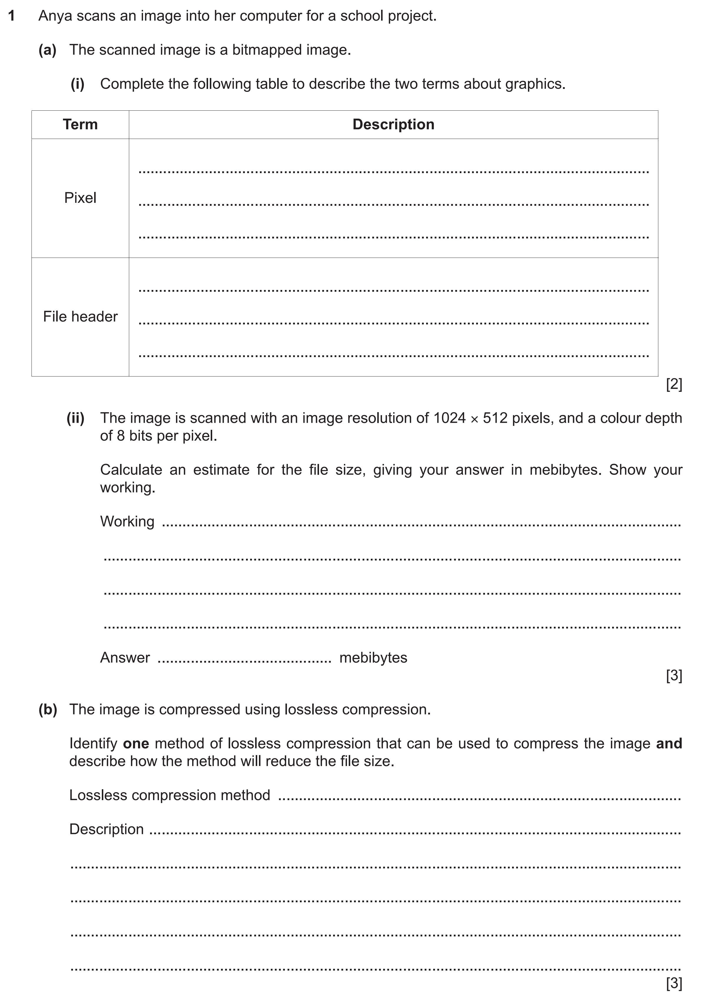 1 Anya scans an image into her computer for a school project.
(a) The scanned image is a bitmapped image.
(i) Complete the following table to describe the two terms about graphics.
Term Description
Pixel ........................................
........................................
........................................
File header ........................................
........................................
........................................
[2]
(ii) The image is scanned with an image resolution of 1024 × 512 pixels, and a colour depth
of 8 bits per pixel.
Calculate an estimate for the file size, giving your answer in mebibytes. Show your
working.
Working ........................................
........................................
........................................
........................................
Answer ........................................ mebibytes
[3]
(b) The image is compressed using lossless compression.
Identify one method of lossless compression that can be used to compress the image and
describe how the method will reduce the file size.
Lossless compression method ........................................
Description ........................................
........................................
........................................
........................................
........................................
[3]